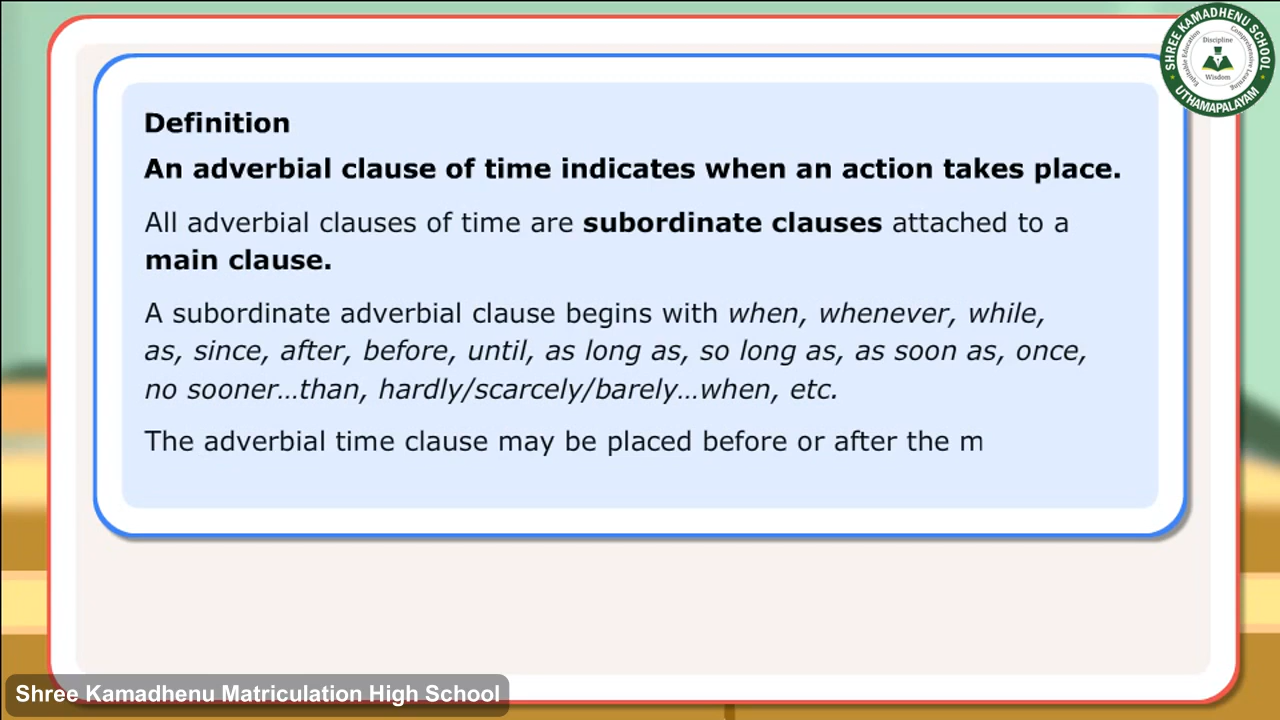 Definition
An adverbial clause of time indicates when an action takes place.
All adverbial clauses of time are subordinate clauses attached to a
main clause.
A subordinate adverbial clause begins with when, whenever, while,
as, since, after, before, until, as long as, so long as, as soon as, once,
no sooner…than, hardly/scarcely/barely…when, etc.
The adverbial time clause may be placed before or after the m
SHREE KAMADHENU SCHOOL
Discipline
Equitable Education
Comprehensive Learning
Wisdom
UTHAMAPALAYAM
Shree Kamadhenu Matriculation High School